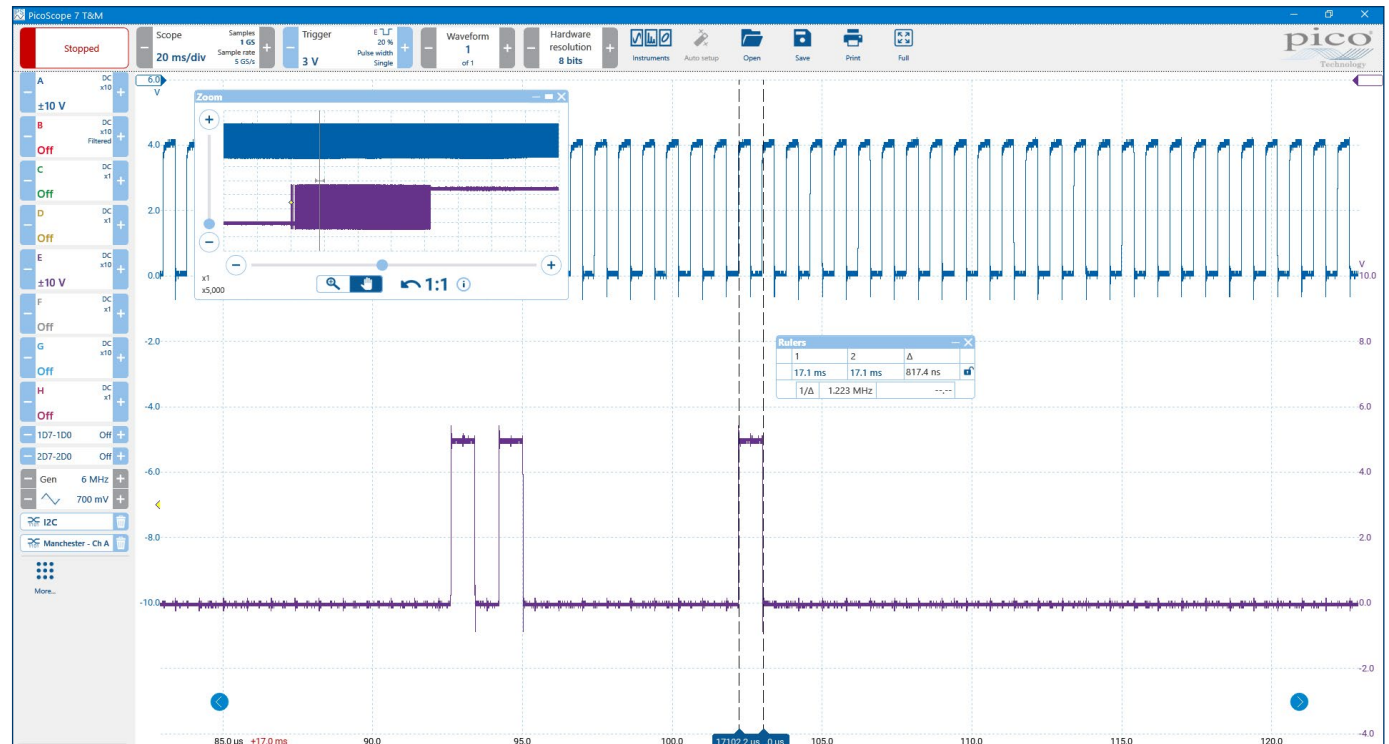 PicoScope 7 T&M
Stopped
Scope
20 ms/div
Samples
1 GS
Sample rate
5 GS/s
Trigger
3 V
E
20 %
Pulse width
Single
Waveform
1
of 1
Hardware
resolution
8 bits
Instruments
Auto setup
Open
Save
Print
Full
pico
Technology
A
DC
x10
±10 V
B
DC
x10
Filtered
Off
C
DC
x1
Off
D
DC
x1
Off
E
DC
x10
±10 V
F
DC
x1
Off
G
DC
x10
Off
H
DC
x1
Off
1D7-1D0 Off
2D7-2D0 Off
Gen 6 MHz
700 mV
I2C
Manchester - Ch A
More...
6.0
V
4.0
2.0
0.0
-2.0
-4.0
-6.0
-8.0
-10.0
Zoom
x1
x5,000
1:1
Rulers
1 2 Δ
17.1 ms 17.1 ms 817.4 ns
1/Δ 1.223 MHz --.--
V
10.0
8.0
6.0
4.0
2.0
0.0
-2.0
-4.0
85.0 us +17.0 ms 90.0 95.0 100.0 17102.2 us 0 us 105.0 110.0 115.0 120.0